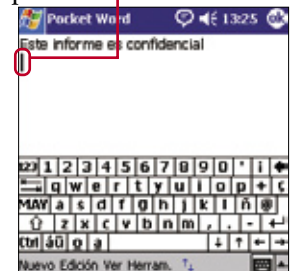 Pocket Word 13:25 ok
Este informe es confidencial
123 1 2 3 4 5 6 7 8 9 0 ' ¡
q w e r t y u i o p + ç
MAY a s d f g h j k l ñ @
z x c v b n m , . -
Ctrl áü º ª
Nuevo Edición Ver Herram.